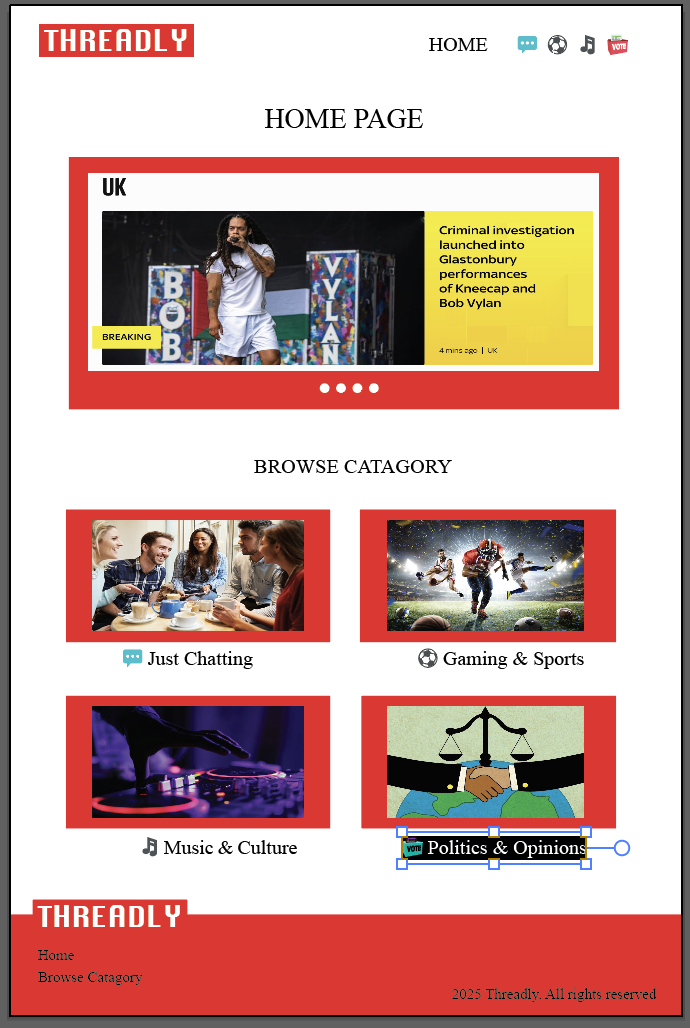 THREADLY
HOME
VOTE
HOME PAGE
UK
BOB
VYLAN
Criminal investigation
launched into
Glastonbury
performances
of Kneecap and
Bob Vylan
BREAKING
4 mins ago | UK
BROWSE CATAGORY
Just Chatting
Gaming & Sports
Music & Culture
VOTE Politics & Opinions
THREADLY
Home
Browse Catagory
2025 Threadly. All rights reserved